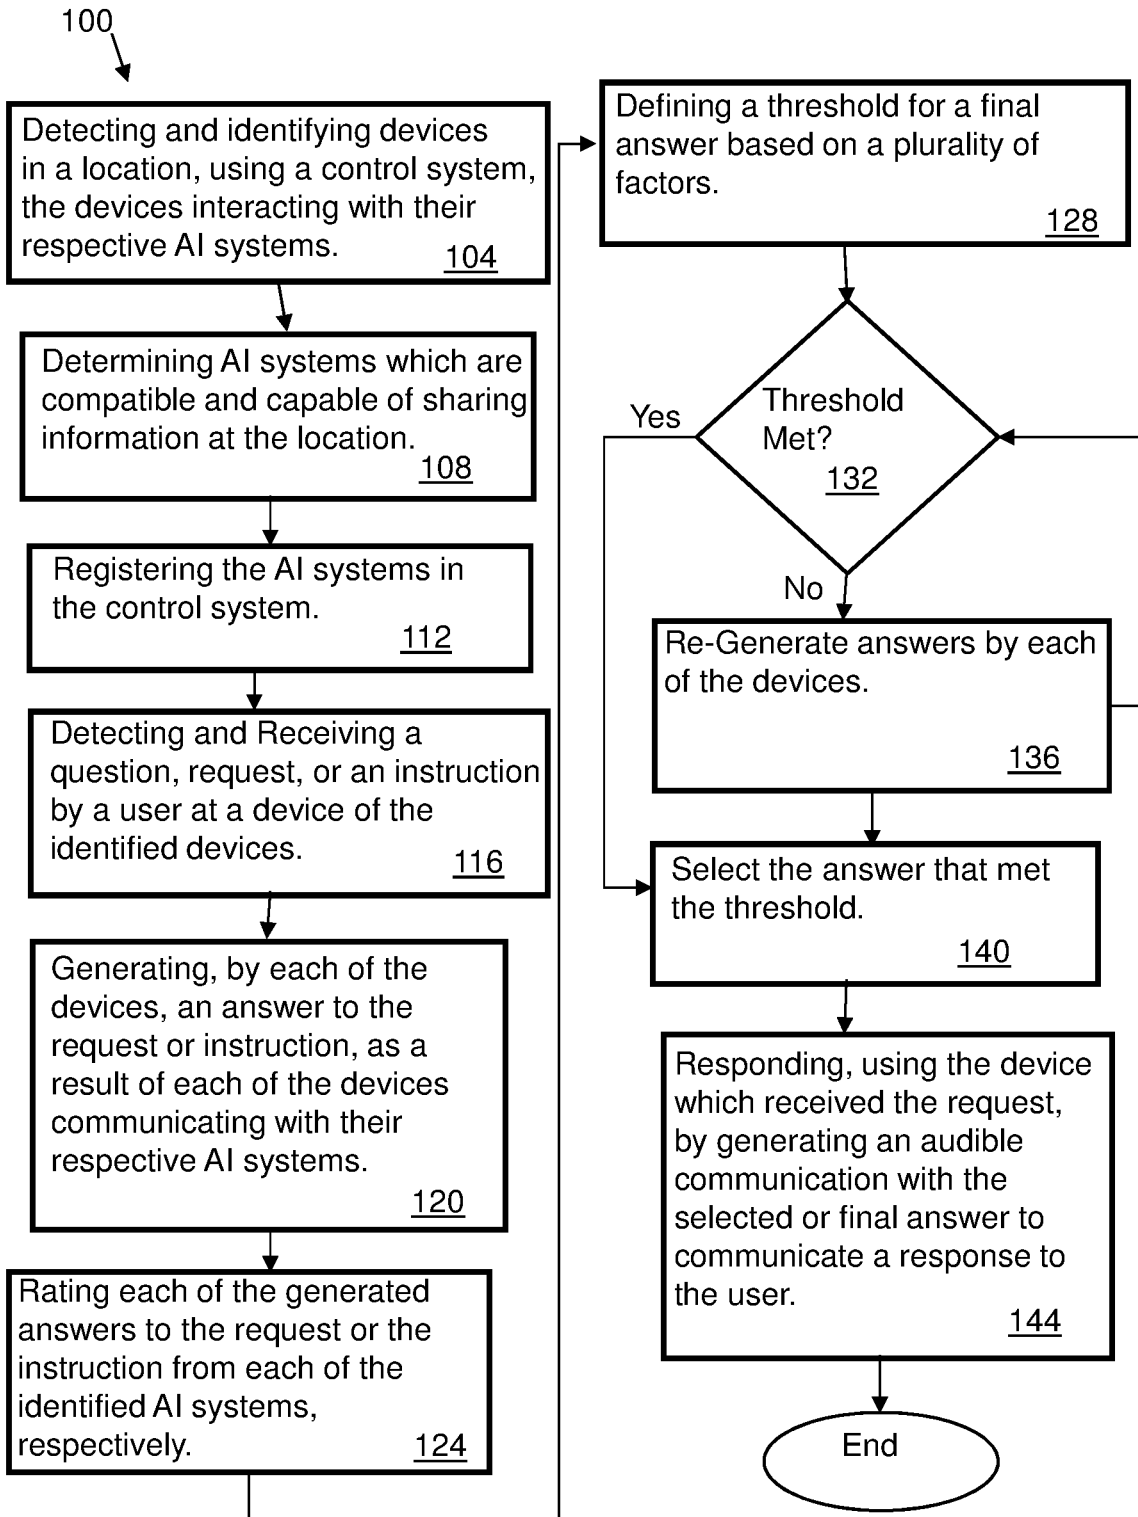 100
Detecting and identifying devices
in a location, using a control system,
the devices interacting with their
respective AI systems.
104
Determining AI systems which are
compatible and capable of sharing
information at the location.
108
Registering the AI systems in
the control system.
112
Detecting and Receiving a
question, request, or an instruction
by a user at a device of the
identified devices.
116
Generating, by each of the
devices, an answer to the
request or instruction, as a
result of each of the devices
communicating with their
respective AI systems.
120
Rating each of the generated
answers to the request or the
instruction from each of the
identified AI systems,
respectively.
124
Defining a threshold for a final
answer based on a plurality of
factors.
128
Threshold
Met?
132
Yes
No
Re-Generate answers by each
of the devices.
136
Select the answer that met
the threshold.
140
Responding, using the device
which received the request,
by generating an audible
communication with the
selected or final answer to
communicate a response to
the user.
144
End